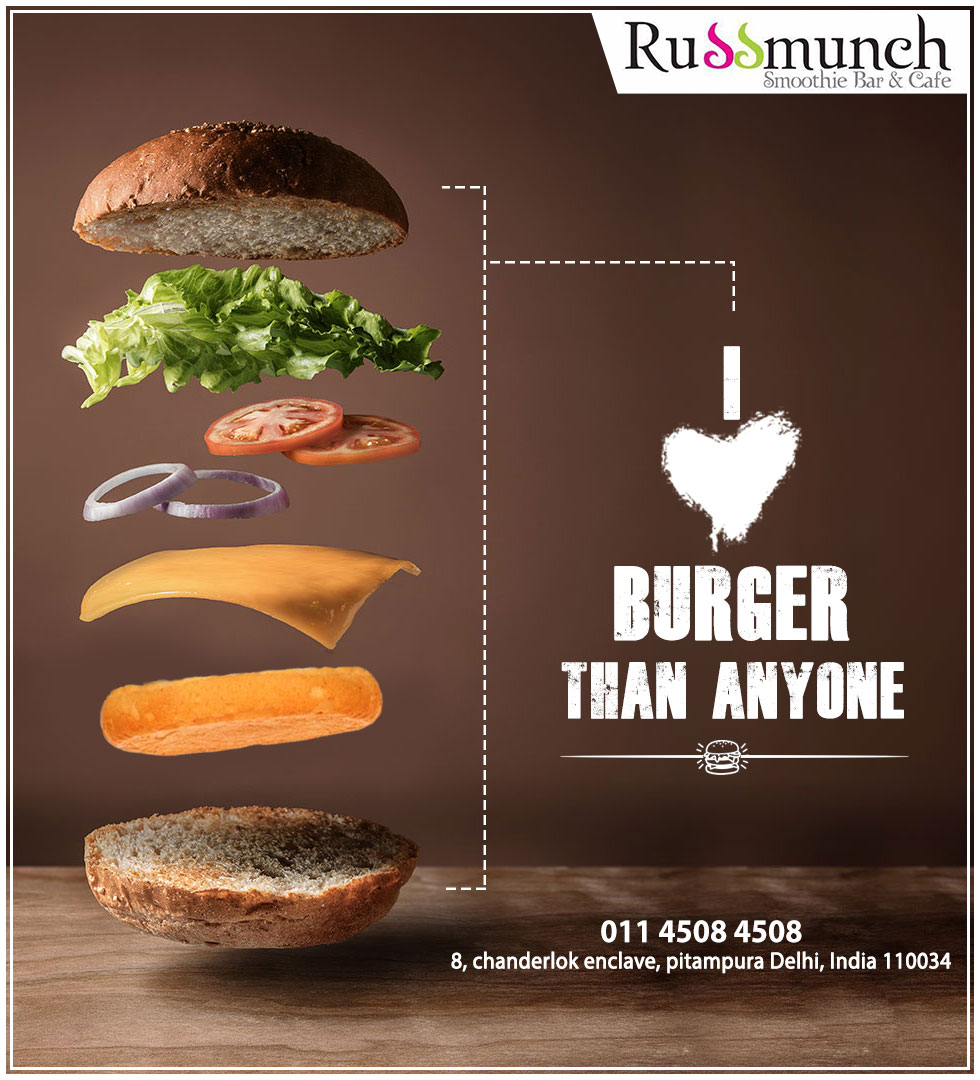 Russmunch
Smoothie Bar & Cafe
I
BURGER
THAN ANYONE
011 4508 4508
8, chanderlok enclave, pitampura Delhi, India 110034